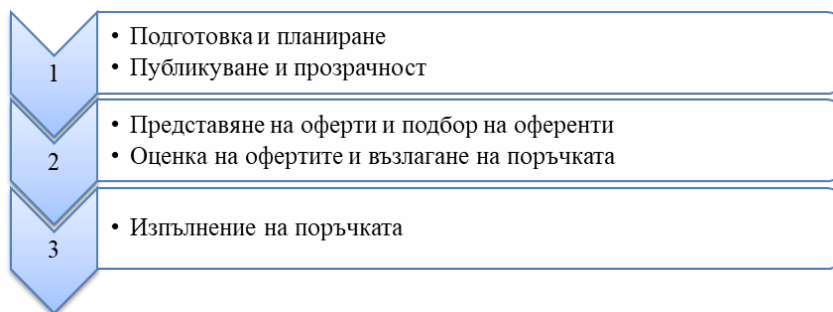 • Подготовка и планиране
• Публикуване и прозрачност
1
• Представяне на оферти и подбор на оференти
• Оценка на офертите и възлагане на поръчката
2
• Изпълнение на поръчката
3